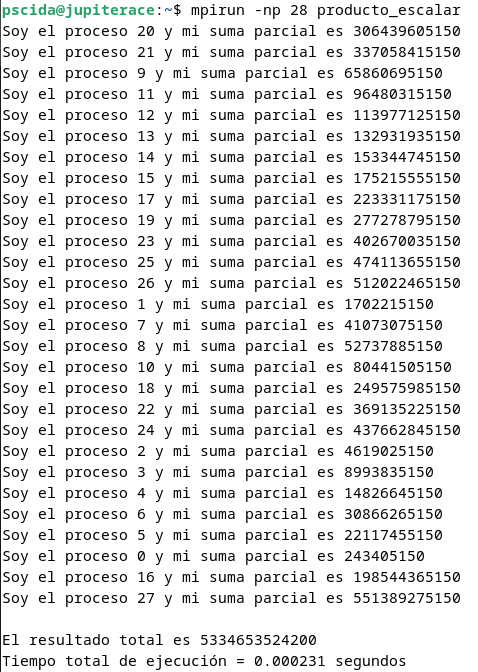 pscida@jupiterace:~$ mpirun -np 28 producto_escalar
Soy el proceso 20 y mi suma parcial es 306439605150
Soy el proceso 21 y mi suma parcial es 337058415150
Soy el proceso 9 y mi suma parcial es 65860695150
Soy el proceso 11 y mi suma parcial es 96480315150
Soy el proceso 12 y mi suma parcial es 113977125150
Soy el proceso 13 y mi suma parcial es 132931935150
Soy el proceso 14 y mi suma parcial es 153344745150
Soy el proceso 15 y mi suma parcial es 175215555150
Soy el proceso 17 y mi suma parcial es 223331175150
Soy el proceso 19 y mi suma parcial es 277278795150
Soy el proceso 23 y mi suma parcial es 402670035150
Soy el proceso 25 y mi suma parcial es 474113655150
Soy el proceso 26 y mi suma parcial es 512022465150
Soy el proceso 1 y mi suma parcial es 1702215150
Soy el proceso 7 y mi suma parcial es 41073075150
Soy el proceso 8 y mi suma parcial es 52737885150
Soy el proceso 10 y mi suma parcial es 80441505150
Soy el proceso 18 y mi suma parcial es 249575985150
Soy el proceso 22 y mi suma parcial es 369135225150
Soy el proceso 24 y mi suma parcial es 437662845150
Soy el proceso 2 y mi suma parcial es 4619025150
Soy el proceso 3 y mi suma parcial es 8993835150
Soy el proceso 4 y mi suma parcial es 14826645150
Soy el proceso 6 y mi suma parcial es 30866265150
Soy el proceso 5 y mi suma parcial es 22117455150
Soy el proceso 0 y mi suma parcial es 243405150
Soy el proceso 16 y mi suma parcial es 198544365150
Soy el proceso 27 y mi suma parcial es 551389275150
El resultado total es 5334653524200
Tiempo total de ejecución = 0.000231 segundos